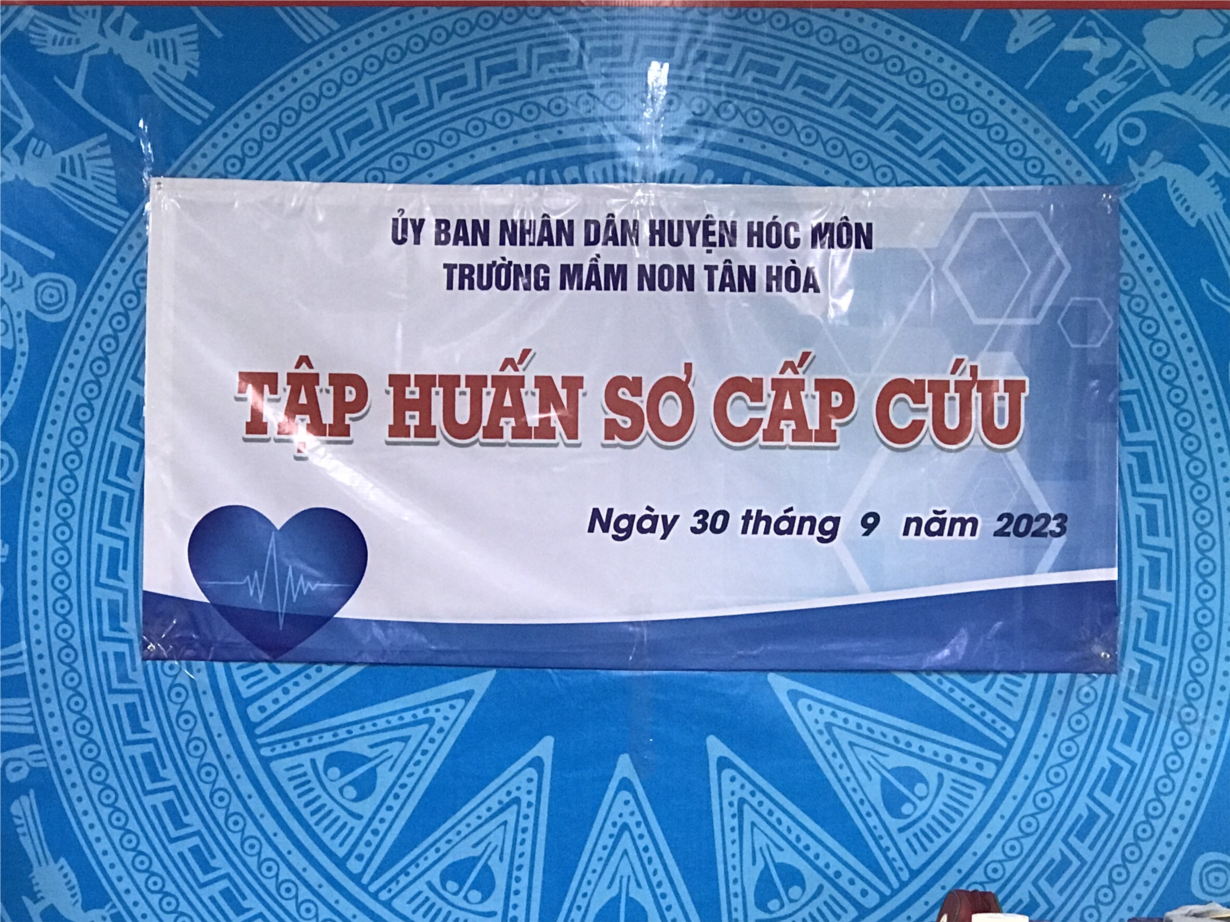 ỦY BAN NHÂN DÂN HUYỆN HÓC MÔN
TRƯỜNG MẦM NON TÂN HÒA
TẬP HUẤN SƠ CẤP CỨU
Ngày 30 tháng 9 năm 2023